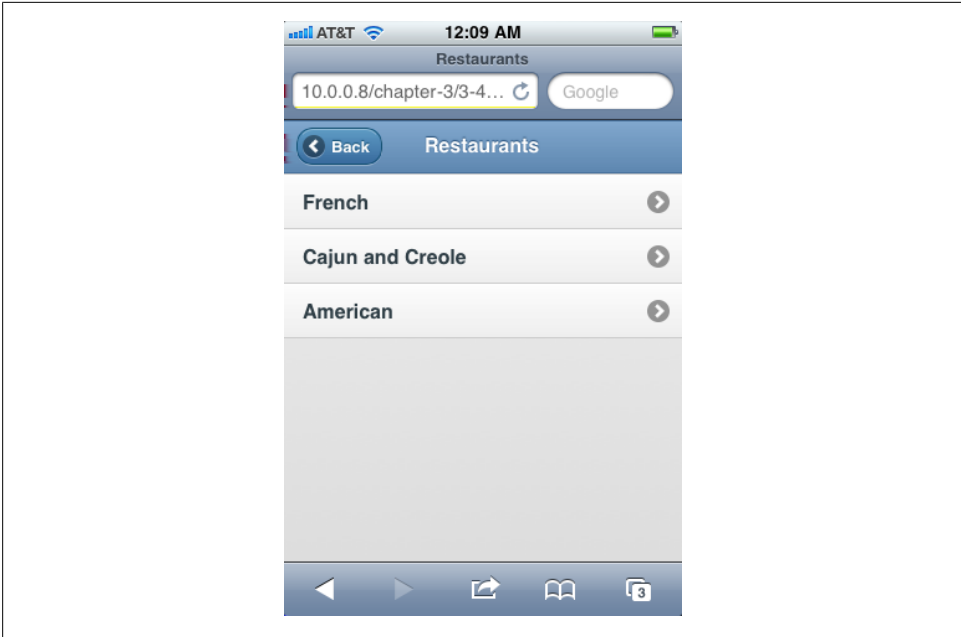 AT&T 12:09 AM
Restaurants
10.0.0.8/chapter-3/3-4... Google
Back Restaurants
French
Cajun and Creole
American
3